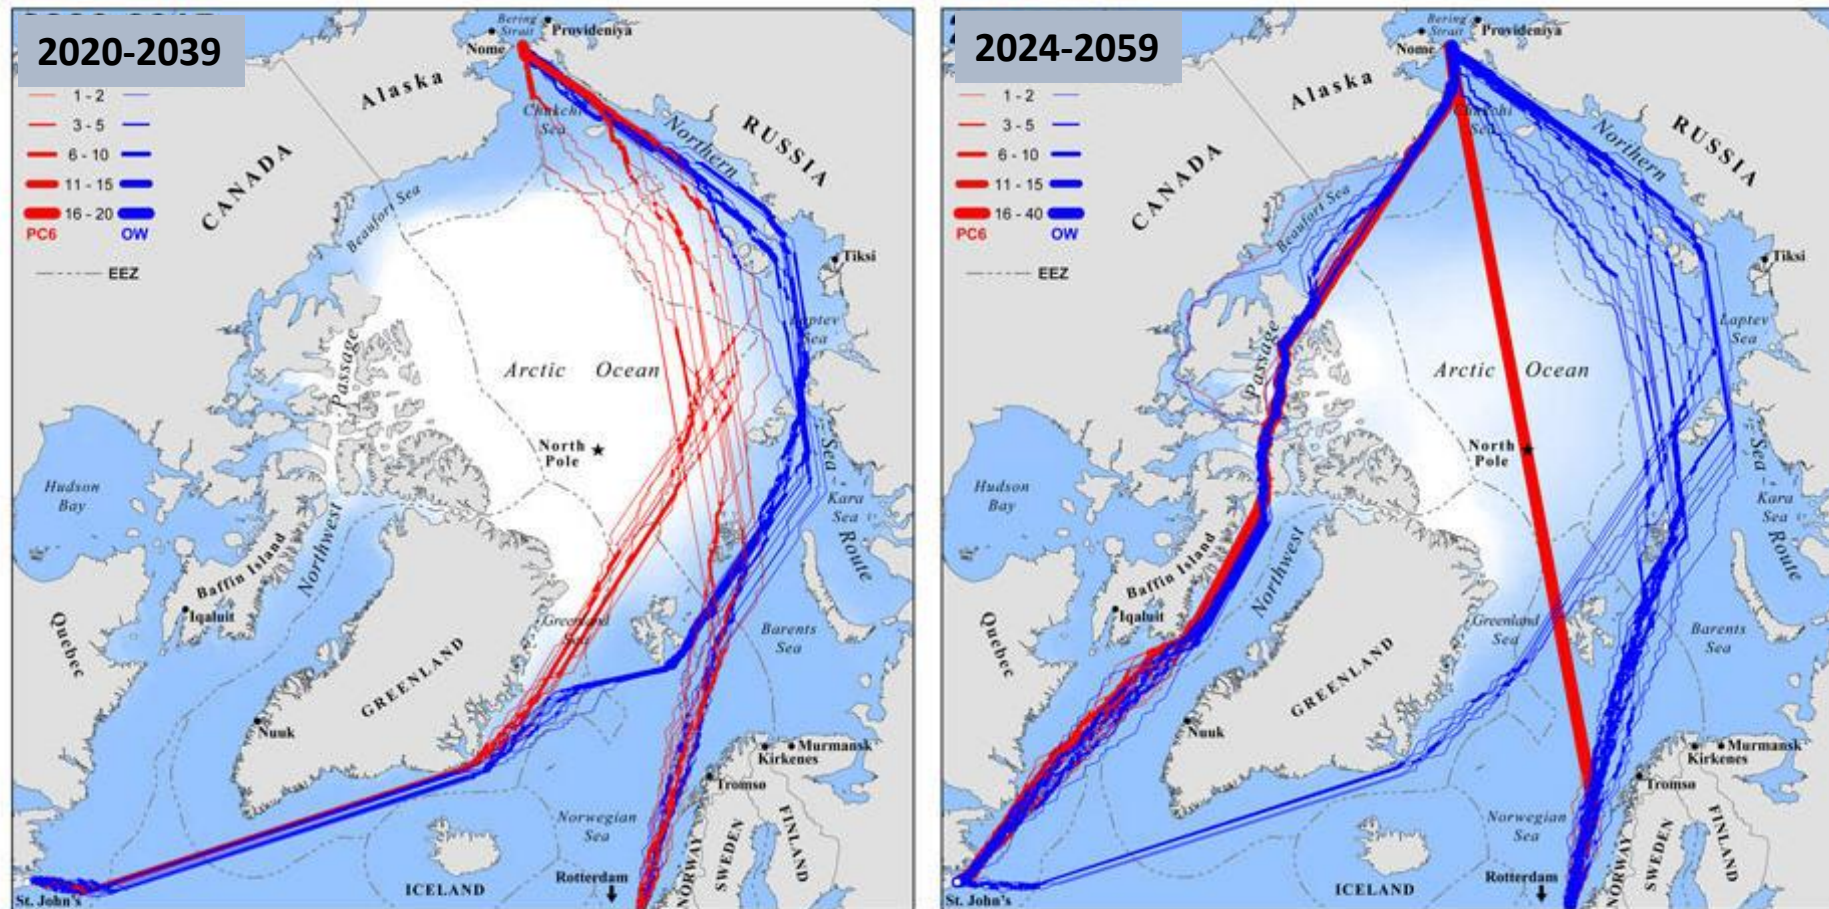 2020-2039
1 - 2
3 - 5
6 - 10
11 - 15
16 - 20
PC6 OW
EEZ
Bering
Strait
Provideniya
Nome
Alaska
Chukchi
Sea
Northern
RUSSIA
CANADA
Beaufort Sea
Tiksi
Laptev
Sea
Passage
Arctic Ocean
North
Pole
Hudson
Bay
Sea
Kara
Sea
Route
Northwest
Baffin Island
Iqaluit
Quebec
Greenland
Sea
Barents
Sea
GREENLAND
Nuuk
Murmansk
Kirkenes
Tromso
Norwegian
Sea
NORWAY
SWEDEN
FINLAND
Rotterdam
ICELAND
St. John's
2024-2059
1 - 2
3 - 5
6 - 10
11 - 15
16 - 40
PC6 OW
EEZ
Bering
Strait
Provideniya
Nome
Alaska
Chukchi
Sea
Northern
RUSSIA
CANADA
Beaufort Sea
Tiksi
Laptev
Sea
Passage
Arctic Ocean
North
Pole
Hudson
Bay
Sea
Kara
Sea
Route
Northwest
Baffin Island
Iqaluit
Quebec
Greenland
Sea
Barents
Sea
GREENLAND
Nuuk
Murmansk
Kirkenes
Tromso
Norwegian
Sea
NORWAY
SWEDEN
FINLAND
Rotterdam
ICELAND
St. John's